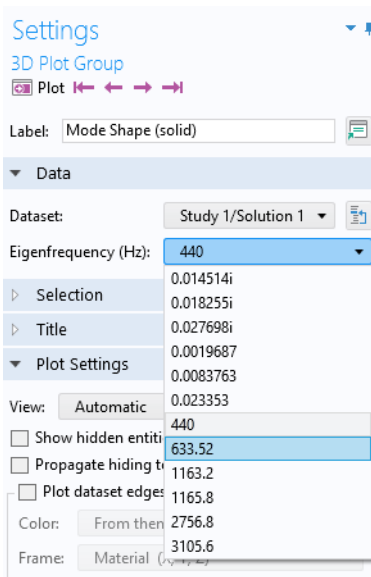 Settings
3D Plot Group
Plot
Label: Mode Shape (solid)
Data
Dataset: Study 1/Solution 1
Eigenfrequency (Hz): 440
0.014514i
0.018255i
Selection
0.027698i
Title
0.0019687
0.0083763
Plot Settings
0.023353
View: Automatic
440
Show hidden entiti
633.52
Propagate hiding t
1163.2
Plot dataset edges
1165.8
2756.8
Color: From then
3105.6
Frame: Material